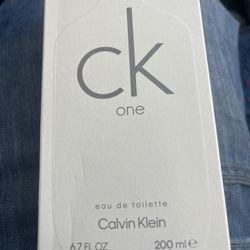 ck
one
eau de toilette
Calvin Klein
6.7 FL OZ 200 ml ℮